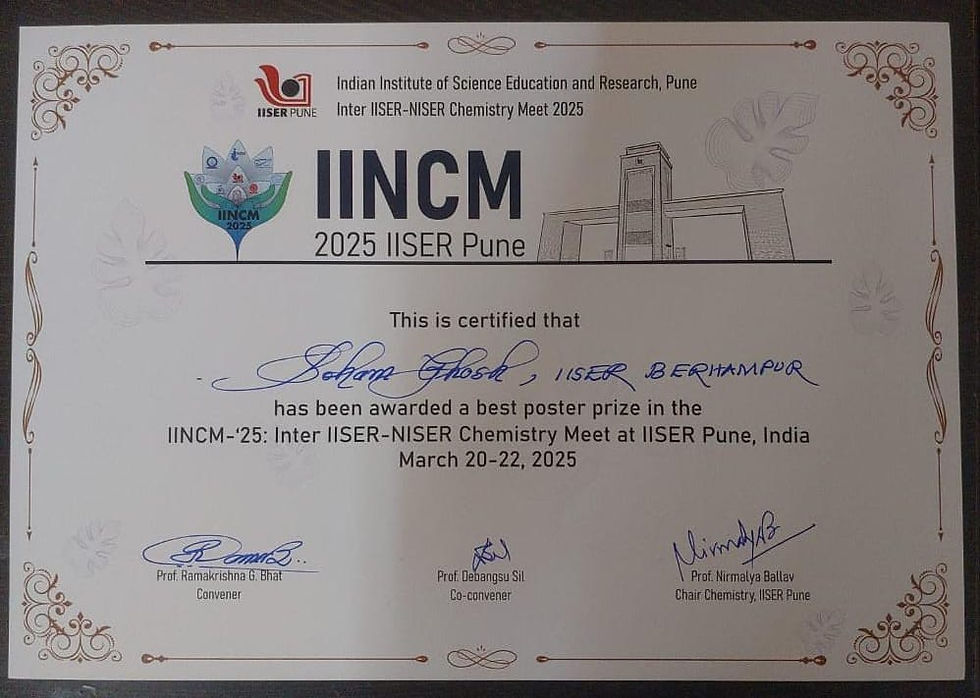 IISER PUNE
Indian Institute of Science Education and Research, Pune
Inter IISER-NISER Chemistry Meet 2025
IINCM
2025
IINCM
2025 IISER Pune
This is certified that
Soham Ghosh, IISER BERHAMPUR
has been awarded a best poster prize in the
IINCM-‘25: Inter IISER-NISER Chemistry Meet at IISER Pune, India
March 20-22, 2025
Prof. Ramakrishna G. Bhat
Convener
Prof. Debangsu Sil
Co-convener
NirmalyaB
Prof. Nirmalya Ballav
Chair Chemistry, IISER Pune